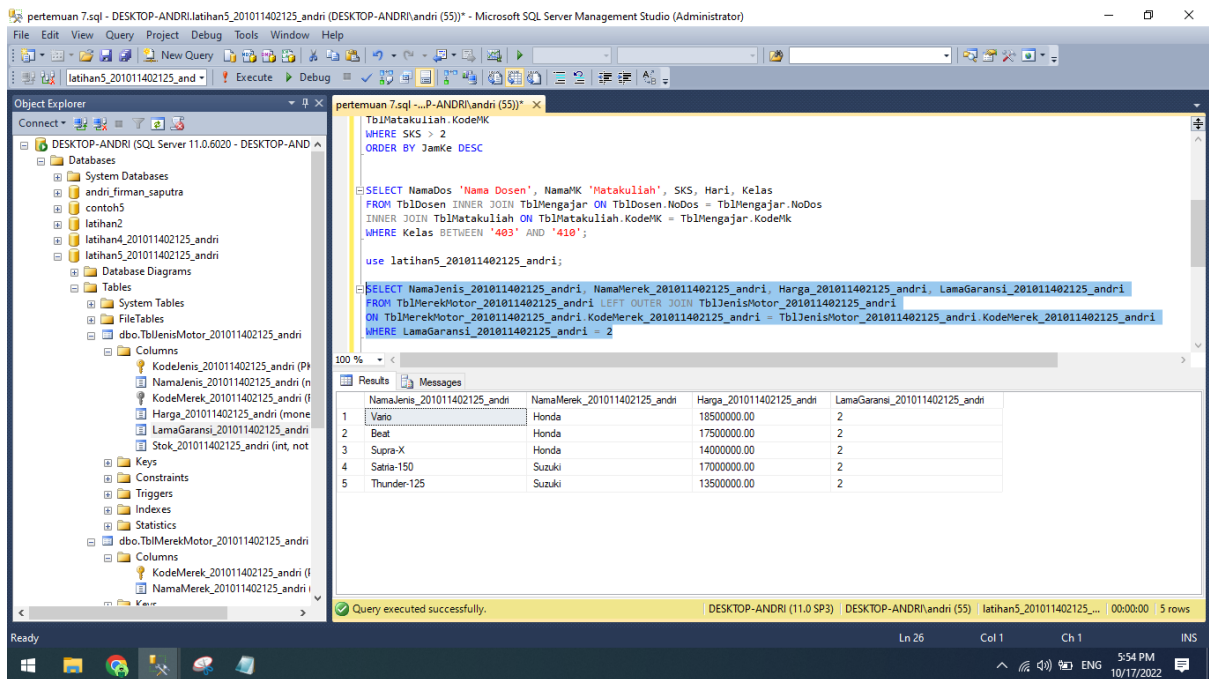 pertemuan 7.sql - DESKTOP-ANDRI.latihan5_201011402125_andri (DESKTOP-ANDRI\andri (55))* - Microsoft SQL Server Management Studio (Administrator)
File Edit View Query Project Debug Tools Window Help
New Query
latihan5_201011402125_and Execute Debug
Object Explorer
Connect
DESKTOP-ANDRI (SQL Server 11.0.6020 - DESKTOP-AND
Databases
System Databases
andri_firman_saputra
contoh5
latihan2
latihan4_201011402125_andri
latihan5_201011402125_andri
Database Diagrams
Tables
System Tables
FileTables
dbo.TblJenisMotor_201011402125_andri
Columns
KodeJenis_201011402125_andri (PK
NamaJenis_201011402125_andri (n
KodeMerek_201011402125_andri (F
Harga_201011402125_andri (mone
LamaGaransi_201011402125_andri
Stok_201011402125_andri (int, not
Keys
Constraints
Triggers
Indexes
Statistics
dbo.TblMerekMotor_201011402125_andri
Columns
KodeMerek_201011402125_andri (
NamaMerek_201011402125_andri
Keys
pertemuan 7.sql -...P-ANDRI\andri (55))*
TblMatakuliah.KodeMK
WHERE SKS > 2
ORDER BY JamKe DESC
SELECT NamaDos 'Nama Dosen', NamaMK 'Matakuliah', SKS, Hari, Kelas
FROM TblDosen INNER JOIN TblMengajar ON TblDosen.NoDos = TblMengajar.NoDos
INNER JOIN TblMatakuliah ON TblMatakuliah.KodeMK = TblMengajar.KodeMk
WHERE Kelas BETWEEN '403' AND '410';
use latihan5_201011402125_andri;
SELECT NamaJenis_201011402125_andri, NamaMerek_201011402125_andri, Harga_201011402125_andri, LamaGaransi_201011402125_andri
FROM TblMerekMotor_201011402125_andri LEFT OUTER JOIN TblJenisMotor_201011402125_andri
ON TblMerekMotor_201011402125_andri.KodeMerek_201011402125_andri = TblJenisMotor_201011402125_andri.KodeMerek_201011402125_andri
WHERE LamaGaransi_201011402125_andri = 2
100 %
Results Messages
NamaJenis_201011402125_andri NamaMerek_201011402125_andri Harga_201011402125_andri LamaGaransi_201011402125_andri
1 Vario Honda 18500000.00 2
2 Beat Honda 17500000.00 2
3 Supra-X Honda 14000000.00 2
4 Satria-150 Suzuki 17000000.00 2
5 Thunder-125 Suzuki 13500000.00 2
Query executed successfully. DESKTOP-ANDRI (11.0 SP3) DESKTOP-ANDRI\andri (55) latihan5_201011402125_... 00:00:00 5 rows
Ready Ln 26 Col 1 Ch 1 INS
ENG 5:54 PM
10/17/2022